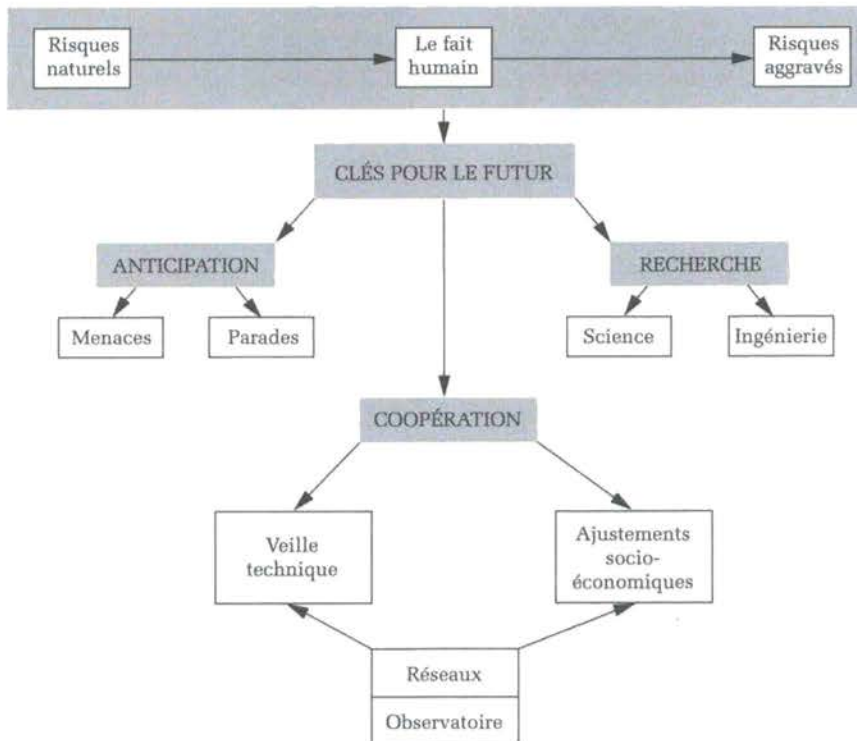 Risques
naturels
Le fait
humain
Risques
aggravés
CLÉS POUR LE FUTUR
ANTICIPATION
RECHERCHE
Menaces
Parades
Science
Ingénierie
COOPÉRATION
Veille
technique
Ajustements
socio-
économiques
Réseaux
Observatoire